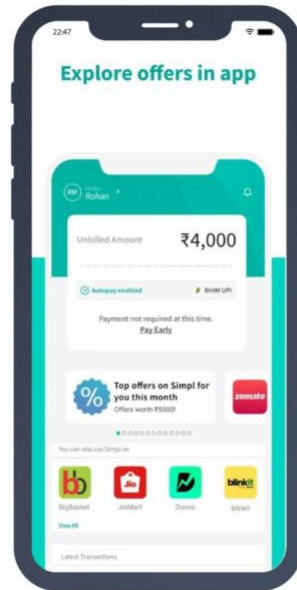 22:47
Explore offers in app
RM
Hello
Rohan >
Unbilled Amount
₹4,000
Autopay enabled
BHIM UPI
Payment not required at this time.
Pay Early
%
Top offers on Simpl for
you this month
Offers worth ₹5000!
zomato
You can also use Simpl on
bb
Jio
blinkit
BigBasket
JioMart
Dunzo
blinkit
View All
Latest Transactions